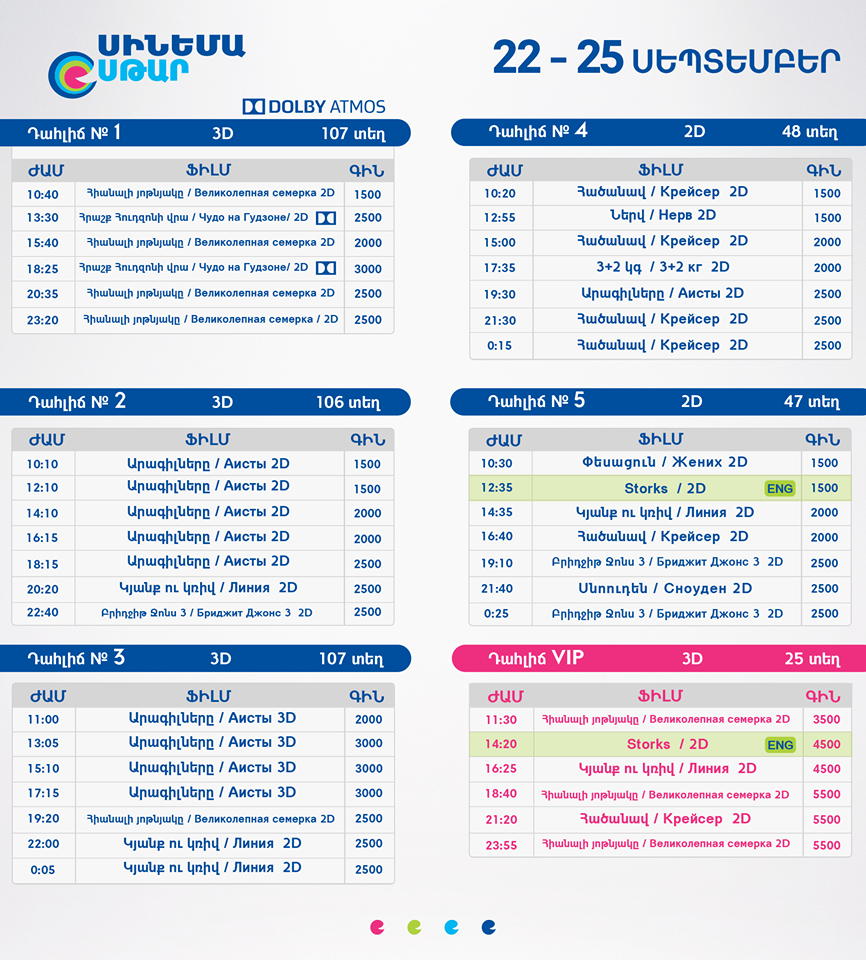 ՍԻՆԵՄԱ
ՍԹԱՐ
22 - 25 ՍԵՊՏԵՄԲԵՐ
DOLBY ATMOS
Դահլիճ № 1 3D 107 տեղ
ԺԱՄ ՖԻԼՄ ԳԻՆ
10:40 Հիանալի յոթնյակը / Великолепная семерка 2D 1500
13:30 Հրաշք Հուդզոնի վրա / Чудо на Гудзоне/ 2D 2500
15:40 Հիանալի յոթնյակը / Великолепная семерка 2D 2000
18:25 Հրաշք Հուդզոնի վրա / Чудо на Гудзоне/ 2D 3000
20:35 Հիանալի յոթնյակը / Великолепная семерка 2D 2500
23:20 Հիանալի յոթնյակը / Великолепная семерка / 2D 2500
Դահլիճ № 4 2D 48 տեղ
ԺԱՄ ՖԻԼՄ ԳԻՆ
10:20 Հածանավ / Крейсер 2D 1500
12:55 Ներվ / Нерв 2D 1500
15:00 Հածանավ / Крейсер 2D 2000
17:35 3+2 կգ / 3+2 кг 2D 2000
19:30 Արագիլները / Аисты 2D 2500
21:30 Հածանավ / Крейсер 2D 2500
0:15 Հածանավ / Крейсер 2D 2500
Դահլիճ № 2 3D 106 տեղ
ԺԱՄ ՖԻԼՄ ԳԻՆ
10:10 Արագիլները / Аисты 2D 1500
12:10 Արագիլները / Аисты 2D 1500
14:10 Արագիլները / Аисты 2D 2000
16:15 Արագիլները / Аисты 2D 2000
18:15 Արագիլները / Аисты 2D 2500
20:20 Կյանք ու կռիվ / Линия 2D 2500
22:40 Բրիդջիթ Ջոնս 3 / Бриджит Джонс 3 2D 2500
Դահլիճ № 5 2D 47 տեղ
ԺԱՄ ՖԻԼՄ ԳԻՆ
10:30 Փեսացուն / Жених 2D 1500
12:35 Storks / 2D ENG 1500
14:35 Կյանք ու կռիվ / Линия 2D 2000
16:40 Հածանավ / Крейсер 2D 2000
19:10 Բրիդջիթ Ջոնս 3 / Бриджит Джонс 3 2D 2500
21:40 Սնոուդեն / Сноуден 2D 2500
0:25 Բրիդջիթ Ջոնս 3 / Бриджит Джонс 3 2D 2500
Դահլիճ № 3 3D 107 տեղ
ԺԱՄ ՖԻԼՄ ԳԻՆ
11:00 Արագիլները / Аисты 3D 2000
13:05 Արագիլները / Аисты 3D 3000
15:10 Արագիլները / Аисты 3D 3000
17:15 Արագիլները / Аисты 3D 3000
19:20 Հիանալի յոթնյակը / Великолепная семерка 2D 2500
22:00 Կյանք ու կռիվ / Линия 2D 2500
0:05 Կյանք ու կռիվ / Линия 2D 2500
Դահլիճ VIP 3D 25 տեղ
ԺԱՄ ՖԻԼՄ ԳԻՆ
11:30 Հիանալի յոթնյակը / Великолепная семерка 2D 3500
14:20 Storks / 2D ENG 4500
16:25 Կյանք ու կռիվ / Линия 2D 4500
18:40 Հիանալի յոթնյակը / Великолепная семерка 2D 5500
21:20 Հածանավ / Крейсер 2D 5500
23:55 Հիանալի յոթնյակը / Великолепная семерка 2D 5500